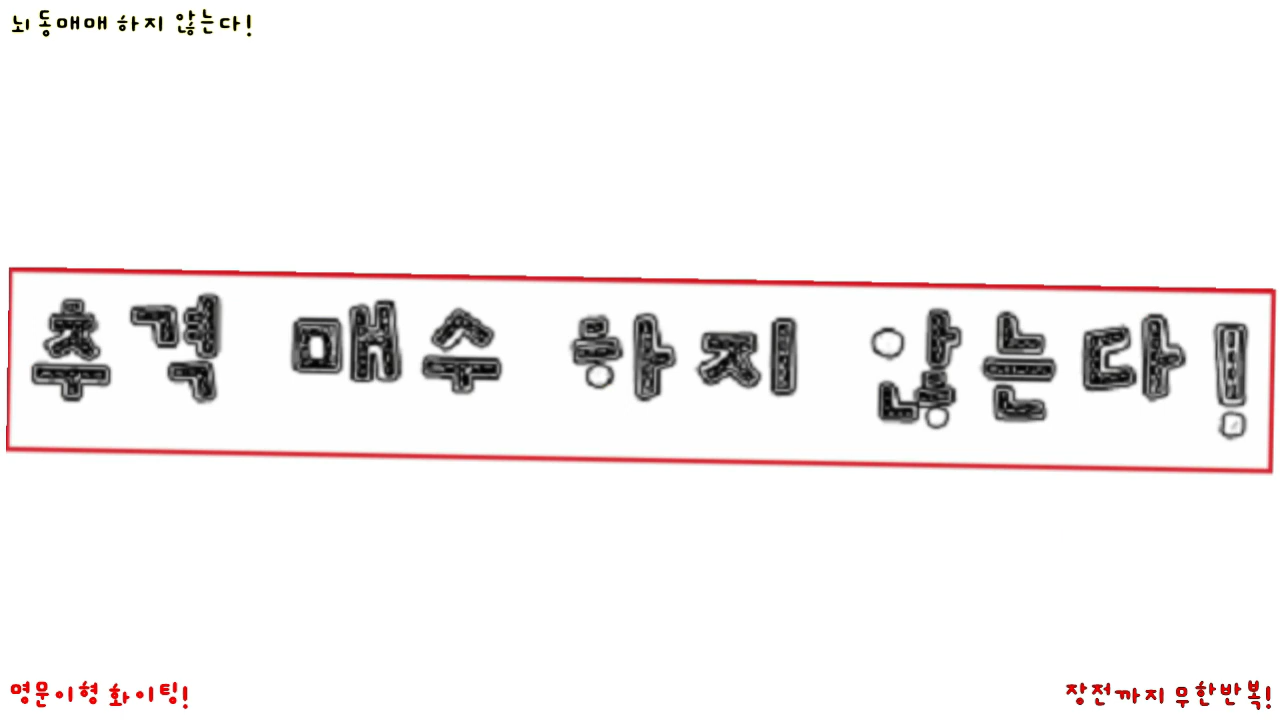 뇌동매매 하지 않는다!
추격 매수 하지 않는다!
명문이형 화이팅!
장전까지 무한반복!